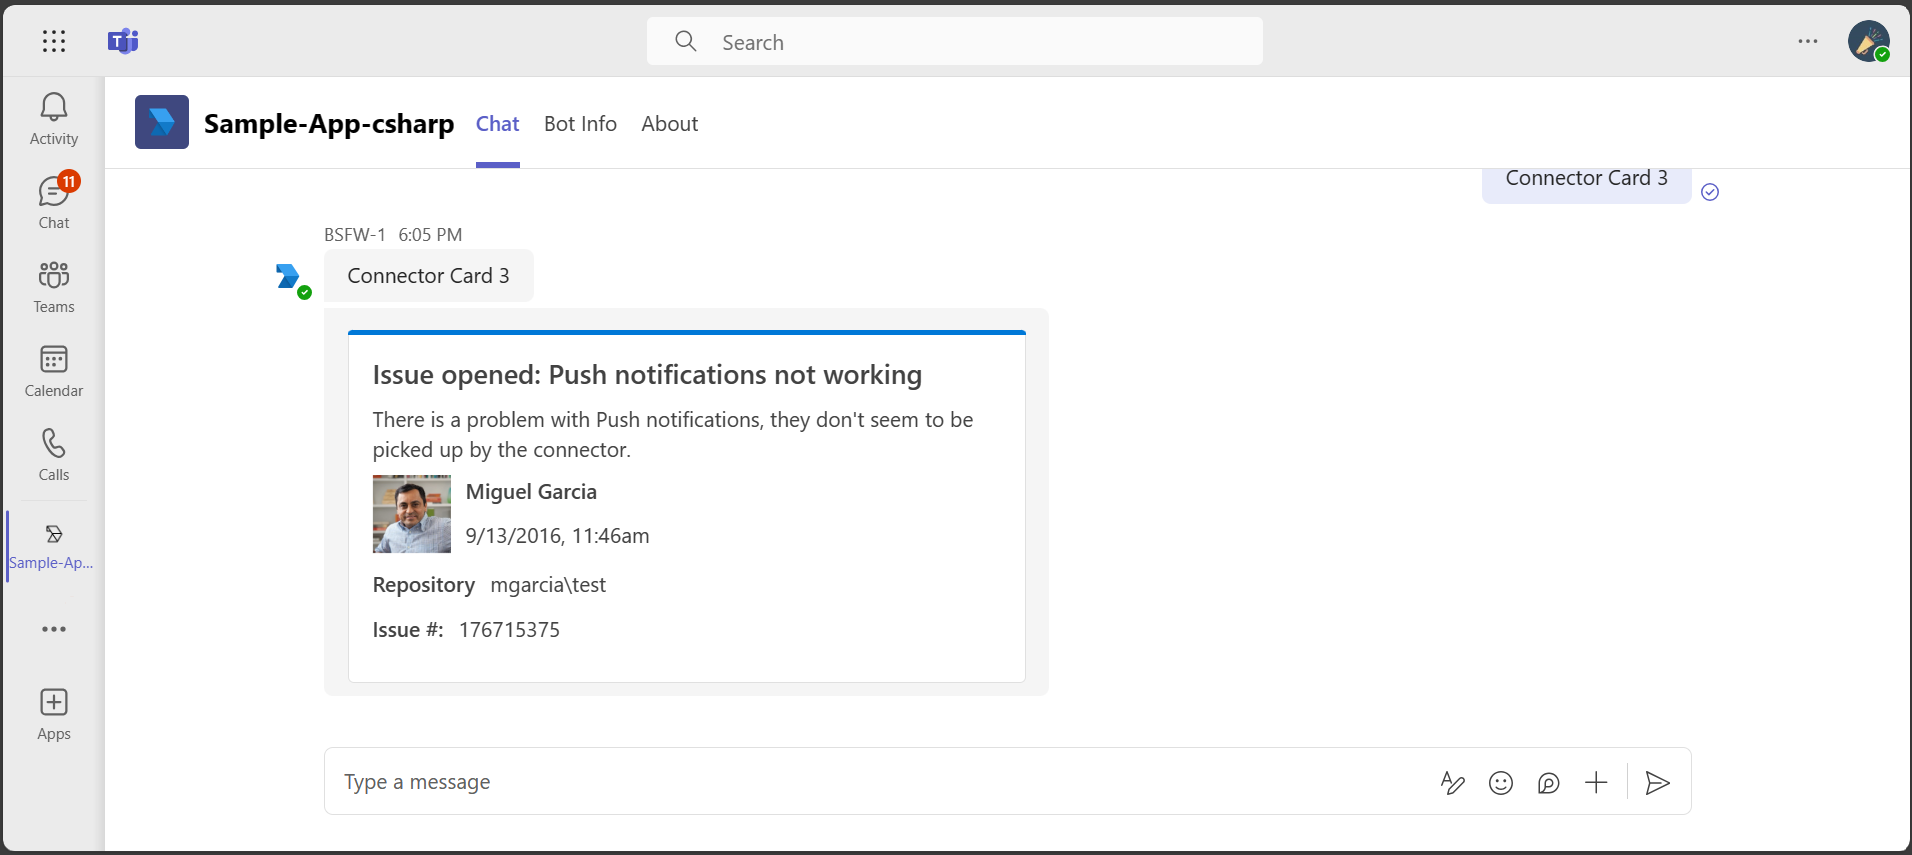 Search
Activity
11
Chat
Teams
Calendar
Calls
Sample-Ap...
Apps
Sample-App-csharp
Chat
Bot Info
About
Connector Card 3
BSFW-1 6:05 PM
Connector Card 3
Issue opened: Push notifications not working
There is a problem with Push notifications, they don't seem to be
picked up by the connector.
Miguel Garcia
9/13/2016, 11:46am
Repository mgarcia\test
Issue #: 176715375
Type a message